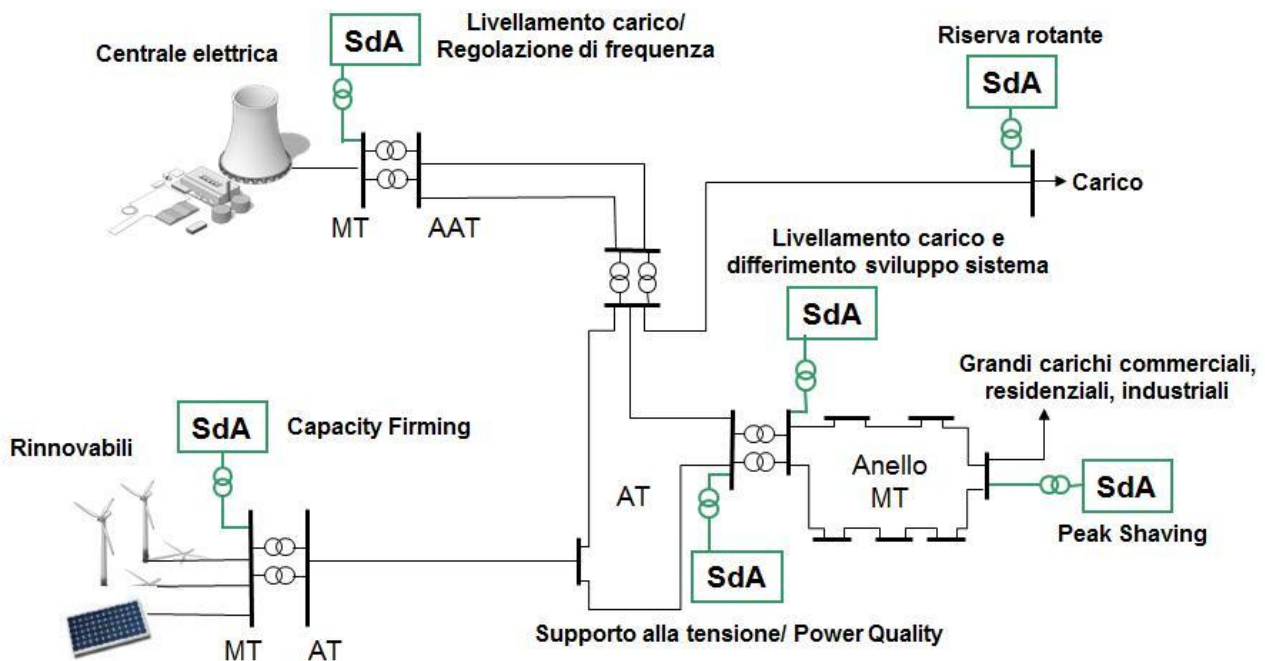 Livellamento carico/
Regolazione di frequenza
SdA
Centrale elettrica
Riserva rotante
SdA
Carico
MT
AAT
Livellamento carico e
differimento sviluppo sistema
SdA
Grandi carichi commerciali,
residenziali, industriali
Rinnovabili
SdA
Capacity Firming
AT
Anello
MT
SdA
Peak Shaving
SdA
Supporto alla tensione/ Power Quality
MT
AT